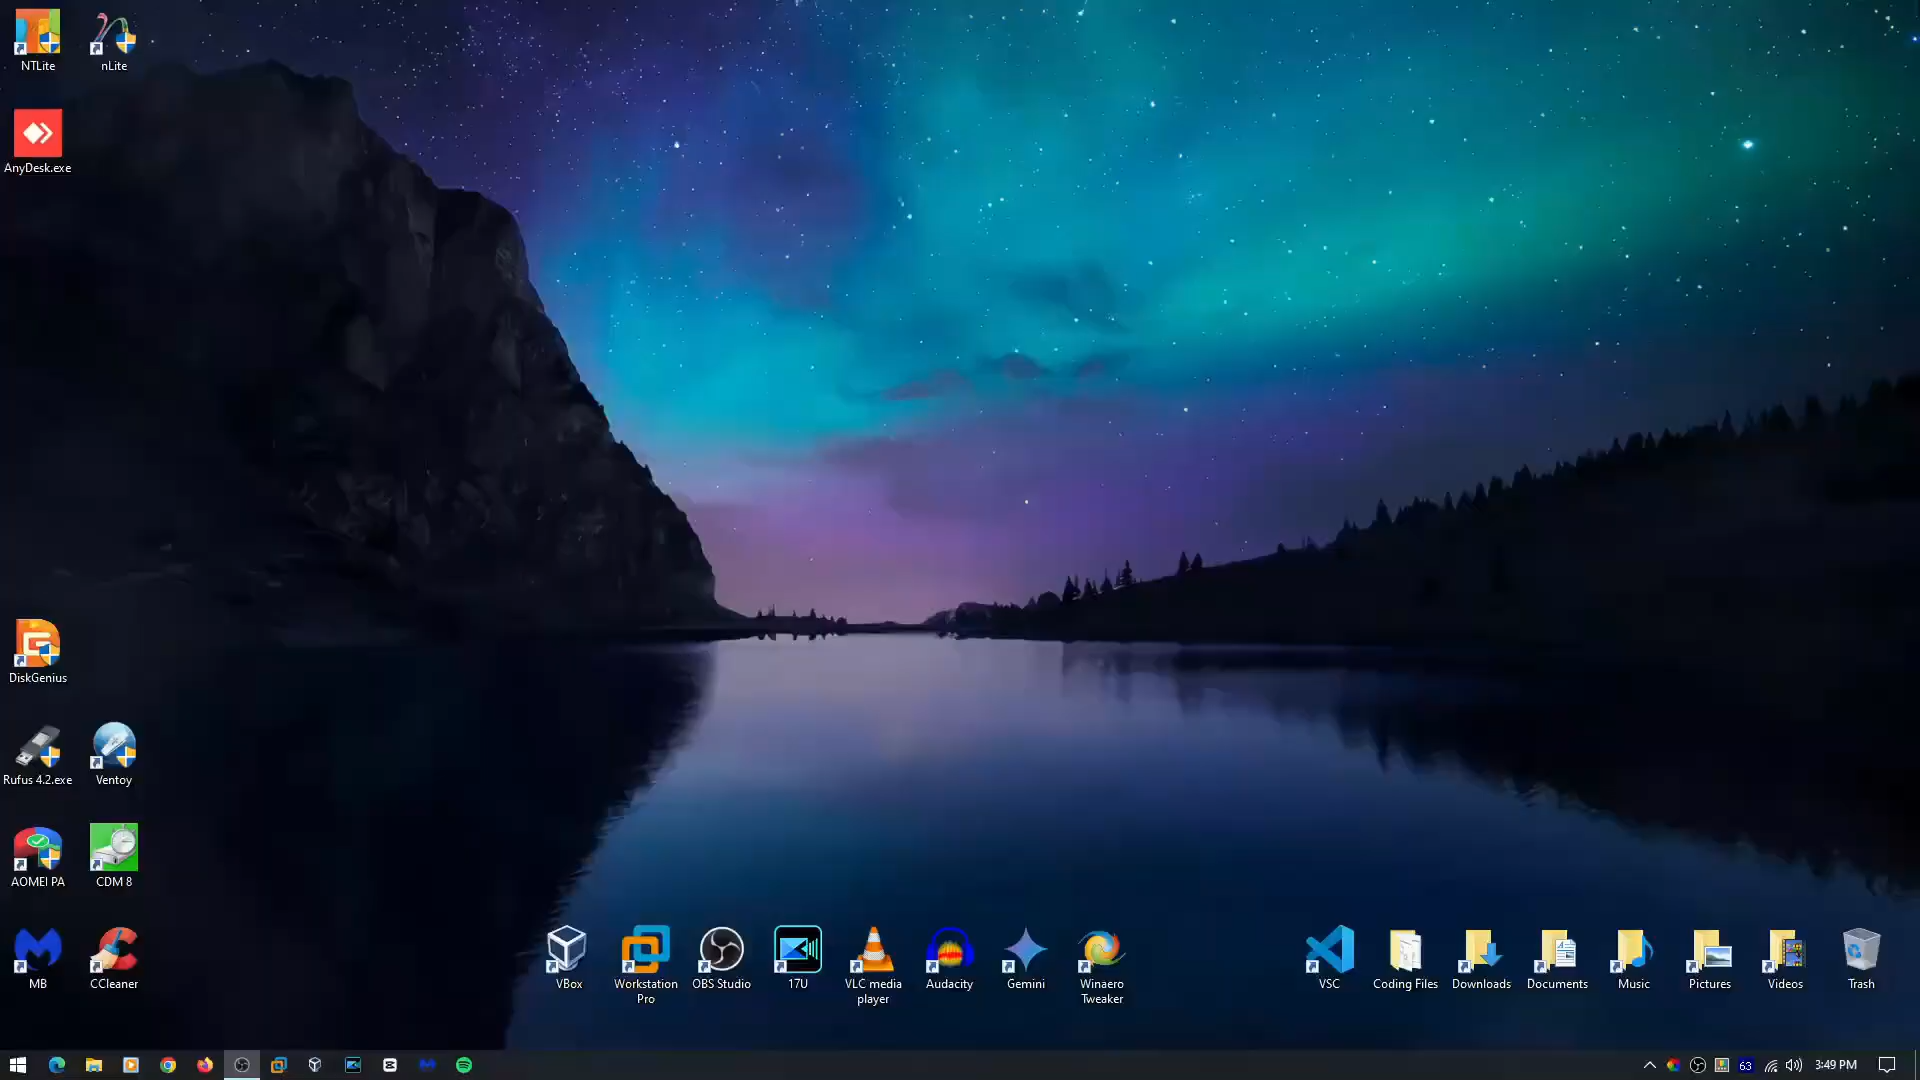 NTLite
nLite
AnyDesk.exe
DiskGenius
Rufus 4.2.exe
Ventoy
AOMEI PA
CDM 8
MB
CCleaner
VBox
Workstation
Pro
OBS Studio
17U
VLC media
player
Audacity
Gemini
Winaero
Tweaker
VSC
Coding Files
Downloads
Documents
Music
Pictures
Videos
Trash
63
3:49 PM